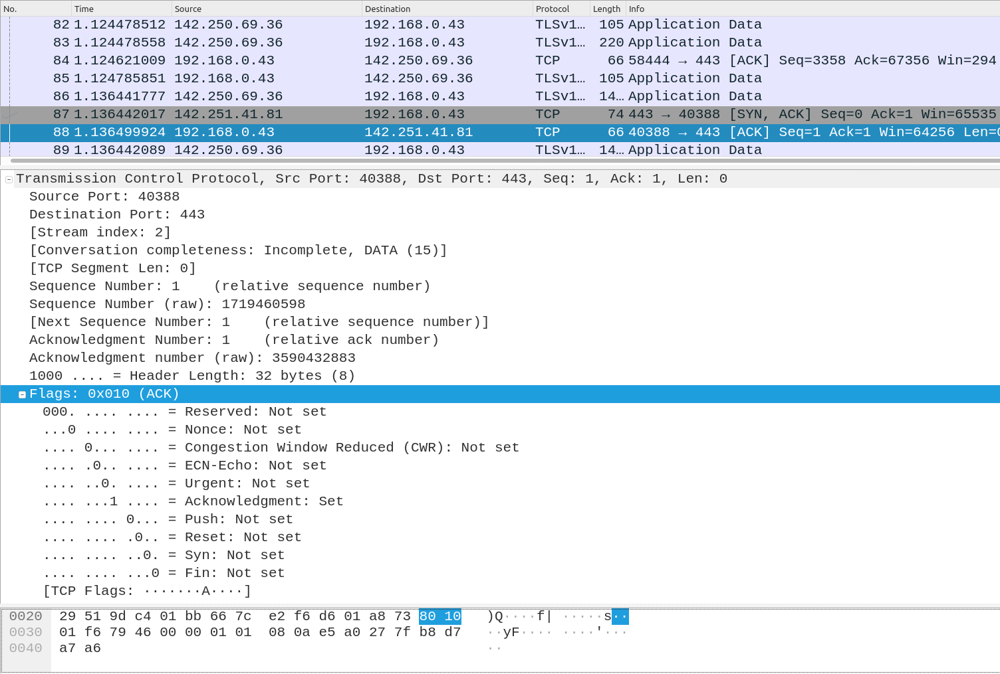 No. Time Source Destination Protocol Length Info
82 1.124478512 142.250.69.36 192.168.0.43 TLSv1… 105 Application Data
83 1.124478558 142.250.69.36 192.168.0.43 TLSv1… 220 Application Data
84 1.124621009 192.168.0.43 142.250.69.36 TCP 66 58444 → 443 [ACK] Seq=3358 Ack=67356 Win=294
85 1.124785851 192.168.0.43 142.250.69.36 TLSv1… 105 Application Data
86 1.136441777 142.250.69.36 192.168.0.43 TLSv1… 14… Application Data
87 1.136442017 142.251.41.81 192.168.0.43 TCP 74 443 → 40388 [SYN, ACK] Seq=0 Ack=1 Win=65535
88 1.136499924 192.168.0.43 142.251.41.81 TCP 66 40388 → 443 [ACK] Seq=1 Ack=1 Win=64256 Len=0
89 1.136442089 142.250.69.36 192.168.0.43 TLSv1… 14… Application Data
Transmission Control Protocol, Src Port: 40388, Dst Port: 443, Seq: 1, Ack: 1, Len: 0
Source Port: 40388
Destination Port: 443
[Stream index: 2]
[Conversation completeness: Incomplete, DATA (15)]
[TCP Segment Len: 0]
Sequence Number: 1    (relative sequence number)
Sequence Number (raw): 1719460598
[Next Sequence Number: 1    (relative sequence number)]
Acknowledgment Number: 1    (relative ack number)
Acknowledgment number (raw): 3590432883
1000 .... = Header Length: 32 bytes (8)
Flags: 0x010 (ACK)
000. .... .... = Reserved: Not set
...0 .... .... = Nonce: Not set
.... 0... .... = Congestion Window Reduced (CWR): Not set
.... .0.. .... = ECN-Echo: Not set
.... ..0. .... = Urgent: Not set
.... ...1 .... = Acknowledgment: Set
.... .... 0... = Push: Not set
.... .... .0.. = Reset: Not set
.... .... ..0. = Syn: Not set
.... .... ...0 = Fin: Not set
[TCP Flags: ·······A····]
0020 29 51 9d c4 01 bb 66 7c e2 f6 d6 01 a8 73 80 10 )Q····f| ·····s··
0030 01 f6 79 46 00 00 01 01 08 0a e5 a0 27 7f b8 d7 ··yF···· ····'···
0040 a7 a6 ··